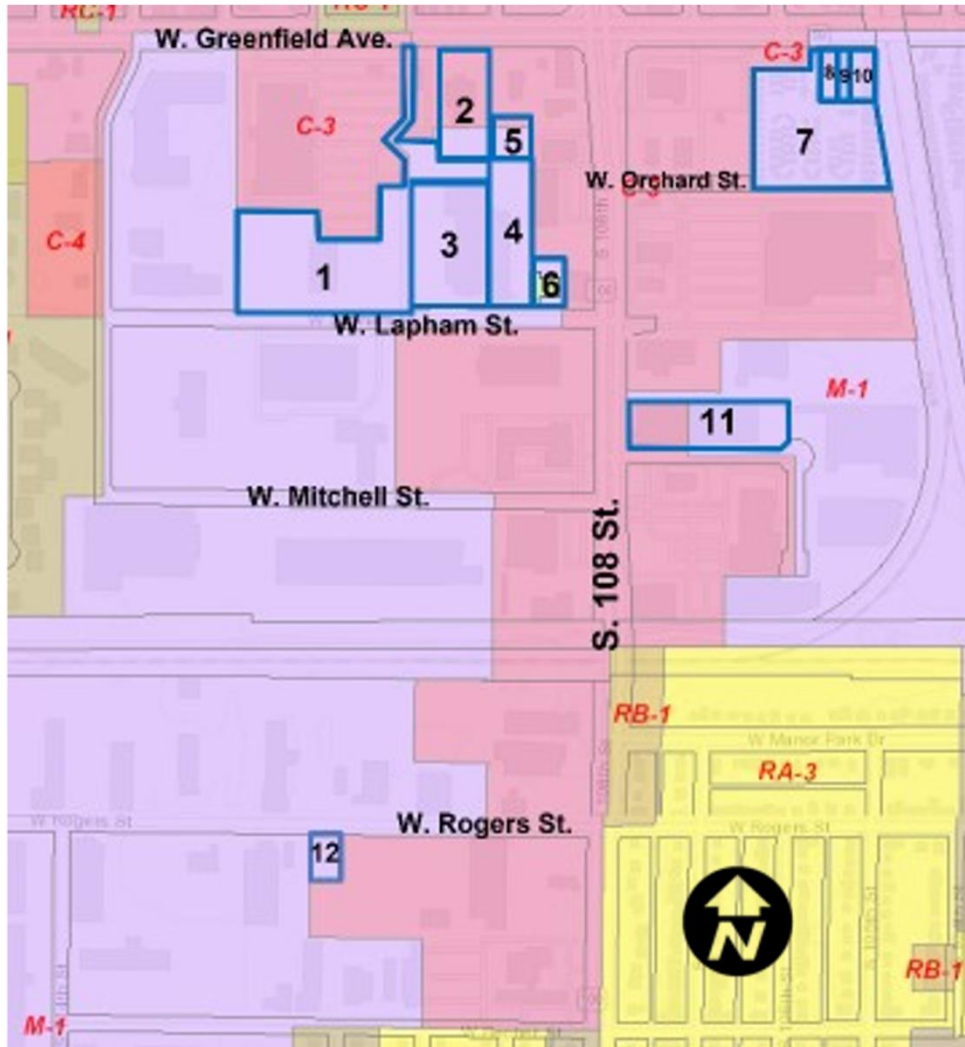 RC-1
W. Greenfield Ave.
C-3
8
9
10
2
C-3
5
7
W. Orchard St.
4
C-4
3
1
6
W. Lapham St.
M-1
11
W. Mitchell St.
S. 108 St.
RB-1
W Manor Park Dr
RA-3
W Rogers St
W. Rogers St.
W Rogers St
12
N
RB-1
M-1